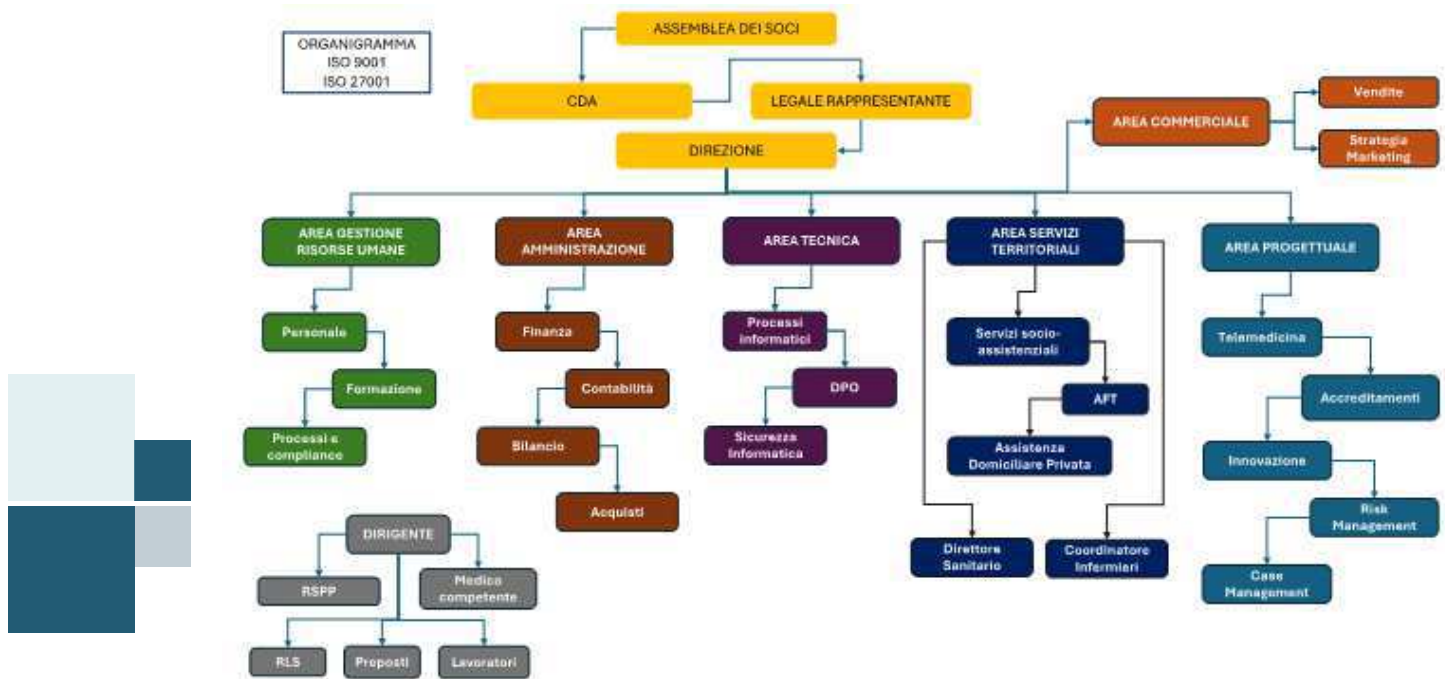 ORGANIGRAMMA
ISO 9001
ISO 27001
ASSEMBLEA DEI SOCI
CDA
LEGALE RAPPRESENTANTE
DIREZIONE
AREA COMMERCIALE
Vendite
Strategia
Marketing
AREA GESTIONE
RISORSE UMANE
AREA
AMMINISTRAZIONE
AREA TECNICA
AREA SERVIZI
TERRITORIALI
AREA PROGETTUALE
Personale
Formazione
Processi e
compliance
Finanza
Contabilità
Bilancio
Acquisti
Processi
informatici
DPO
Sicurezza
Informatica
Servizi socio-
assistenziali
AFT
Assistenza
Domiciliare Privata
Direttore
Sanitario
Coordinatore
Infermieri
Telemedicina
Accreditamenti
Innovazione
Risk
Management
Case
Management
DIRIGENTE
RSPP
Medico
competente
RLS
Proposti
Lavoratori